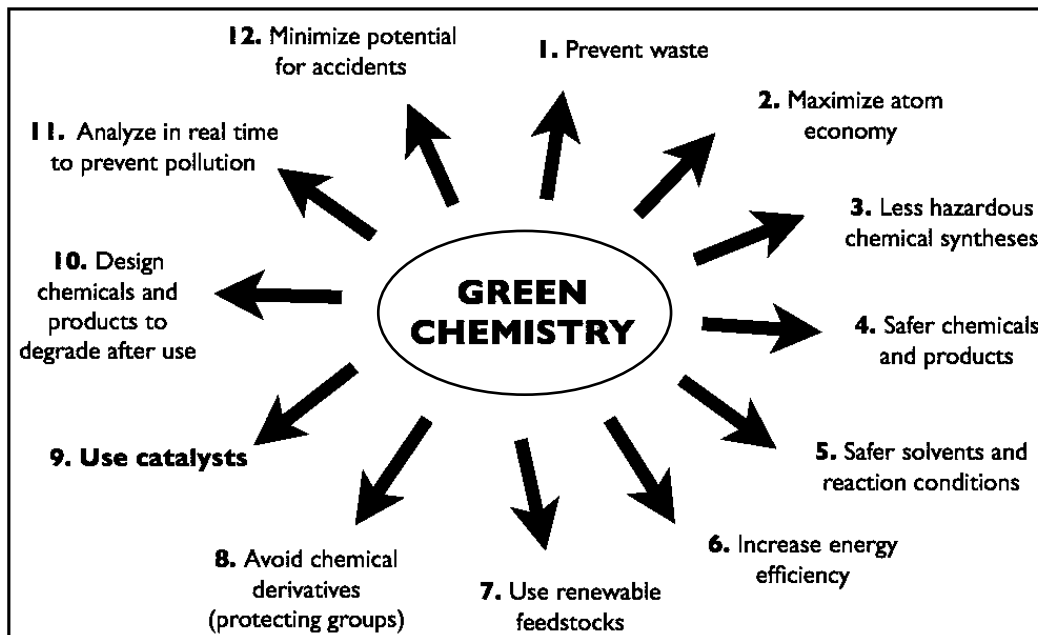 GREEN
CHEMISTRY
1. Prevent waste
2. Maximize atom
economy
3. Less hazardous
chemical syntheses
4. Safer chemicals
and products
5. Safer solvents and
reaction conditions
6. Increase energy
efficiency
7. Use renewable
feedstocks
8. Avoid chemical
derivatives
(protecting groups)
9. Use catalysts
10. Design
chemicals and
products to
degrade after use
11. Analyze in real time
to prevent pollution
12. Minimize potential
for accidents